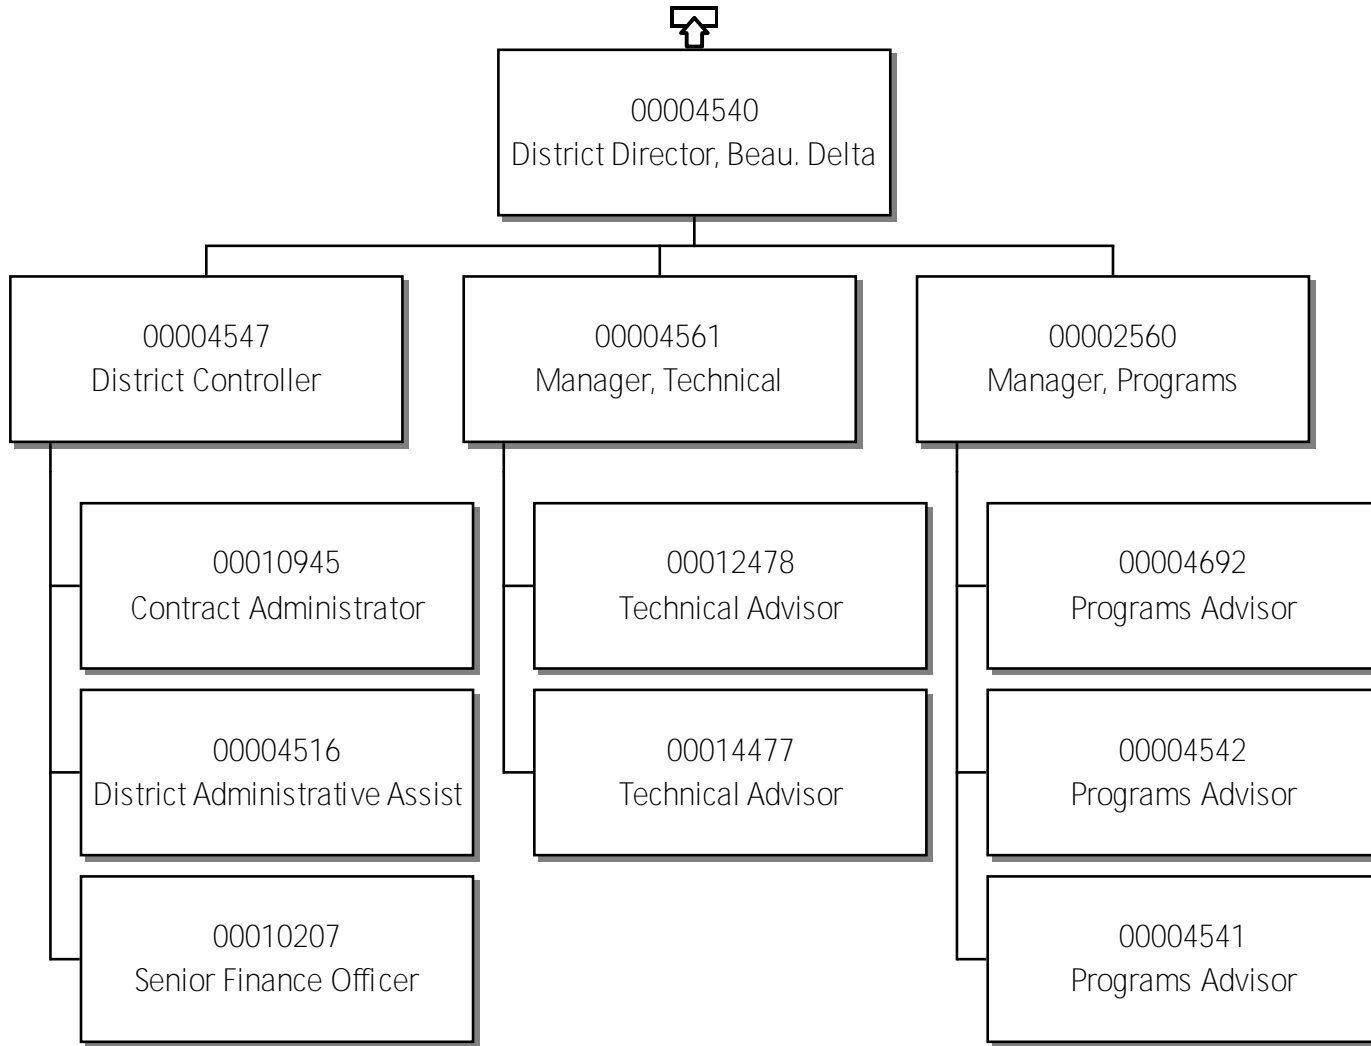 00004540
District Director, Beau. Delta
00004547
District Controller
00004561
Manager, Technical
00002560
Manager, Programs
00010945
Contract Administrator
00012478
Technical Advisor
00004692
Programs Advisor
00004516
District Administrative Assist
00014477
Technical Advisor
00004542
Programs Advisor
00010207
Senior Finance Officer
00004541
Programs Advisor